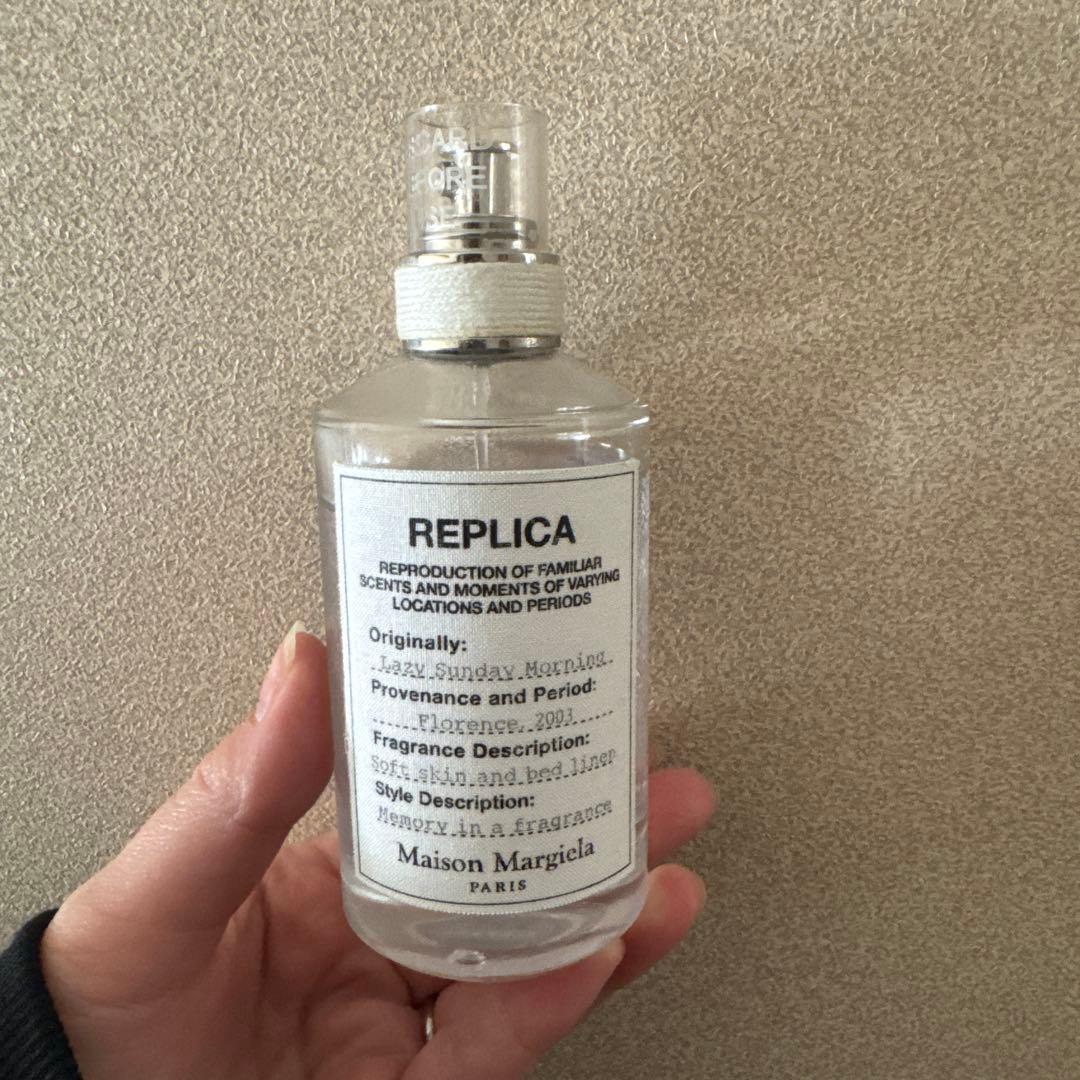 REPLICA
REPRODUCTION OF FAMILIAR
SCENTS AND MOMENTS OF VARYING
LOCATIONS AND PERIODS
Originally:
Lazy Sunday Morning
Provenance and Period:
Florence, 2003
Fragrance Description:
Soft skin and bed linen
Style Description:
Memory in a fragrance
Maison Margiela
PARIS